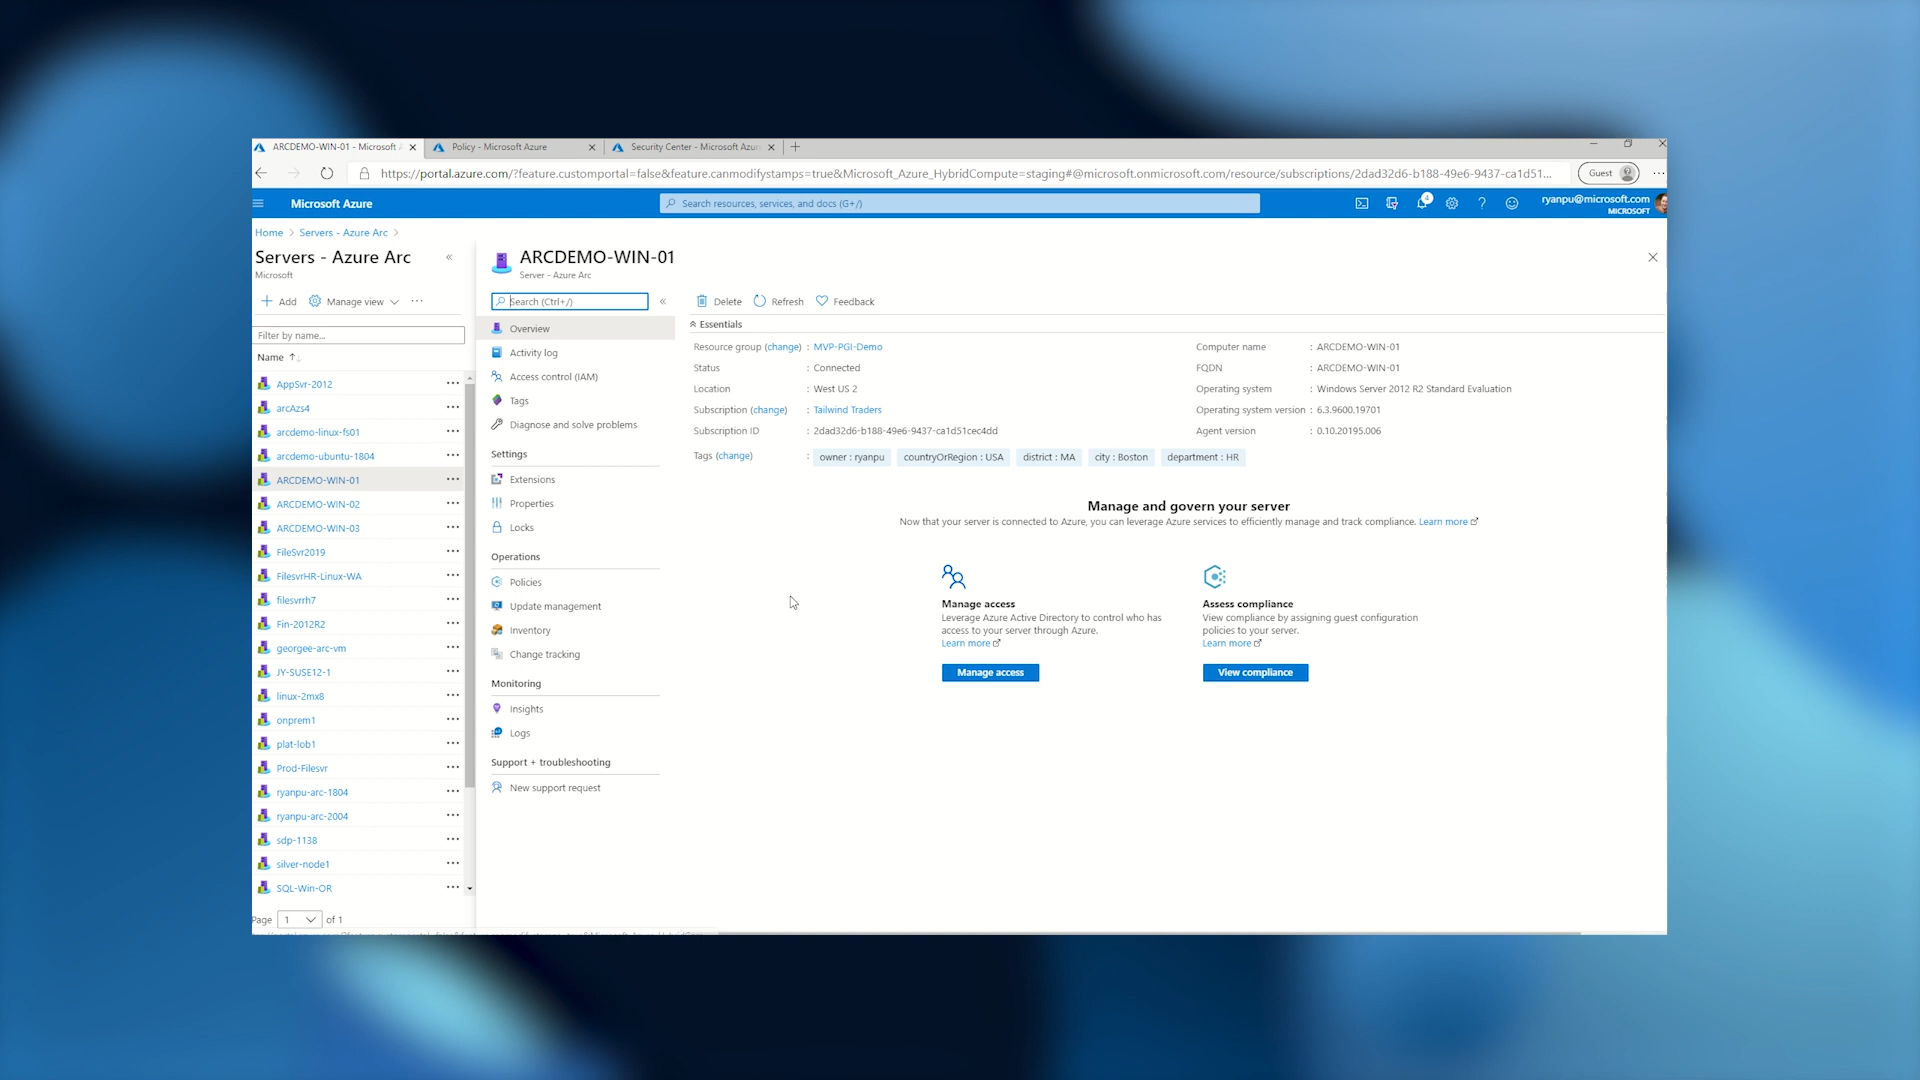 ARCDEMO-WIN-01 - Microsoft A
Policy - Microsoft Azure
Security Center - Microsoft Azure
https://portal.azure.com/?feature.customportal=false&feature.canmodifystamps=true&Microsoft_Azure_HybridCompute=staging#@microsoft.onmicrosoft.com/resource/subscriptions/2dad32d6-b188-49e6-9437-ca1d51...
Guest
Microsoft Azure
Search resources, services, and docs (G+/)
4
ryanpu@microsoft.com
MICROSOFT
Home > Servers - Azure Arc >
Servers - Azure Arc
Microsoft
Add
Manage view
Filter by name...
Name
AppSvr-2012
arcAzs4
arcdemo-linux-fs01
arcdemo-ubuntu-1804
ARCDEMO-WIN-01
ARCDEMO-WIN-02
ARCDEMO-WIN-03
FileSvr2019
FilesvrHR-Linux-WA
filesvrrh7
Fin-2012R2
georgee-arc-vm
JY-SUSE12-1
linux-2mx8
onprem1
plat-lob1
Prod-Filesvr
ryanpu-arc-1804
ryanpu-arc-2004
sdp-1138
silver-node1
SQL-Win-OR
Page 1 of 1
ARCDEMO-WIN-01
Server - Azure Arc
Search (Ctrl+/)
Overview
Activity log
Access control (IAM)
Tags
Diagnose and solve problems
Settings
Extensions
Properties
Locks
Operations
Policies
Update management
Inventory
Change tracking
Monitoring
Insights
Logs
Support + troubleshooting
New support request
Delete
Refresh
Feedback
Essentials
Resource group (change) : MVP-PGI-Demo
Status : Connected
Location : West US 2
Subscription (change) : Tailwind Traders
Subscription ID : 2dad32d6-b188-49e6-9437-ca1d51cec4dd
Computer name : ARCDEMO-WIN-01
FQDN : ARCDEMO-WIN-01
Operating system : Windows Server 2012 R2 Standard Evaluation
Operating system version : 6.3.9600.19701
Agent version : 0.10.20195.006
Tags (change) : owner : ryanpu countryOrRegion : USA district : MA city : Boston department : HR
Manage and govern your server
Now that your server is connected to Azure, you can leverage Azure services to efficiently manage and track compliance. Learn more
Manage access
Leverage Azure Active Directory to control who has
access to your server through Azure.
Learn more
Manage access
Assess compliance
View compliance by assigning guest configuration
policies to your server.
Learn more
View compliance